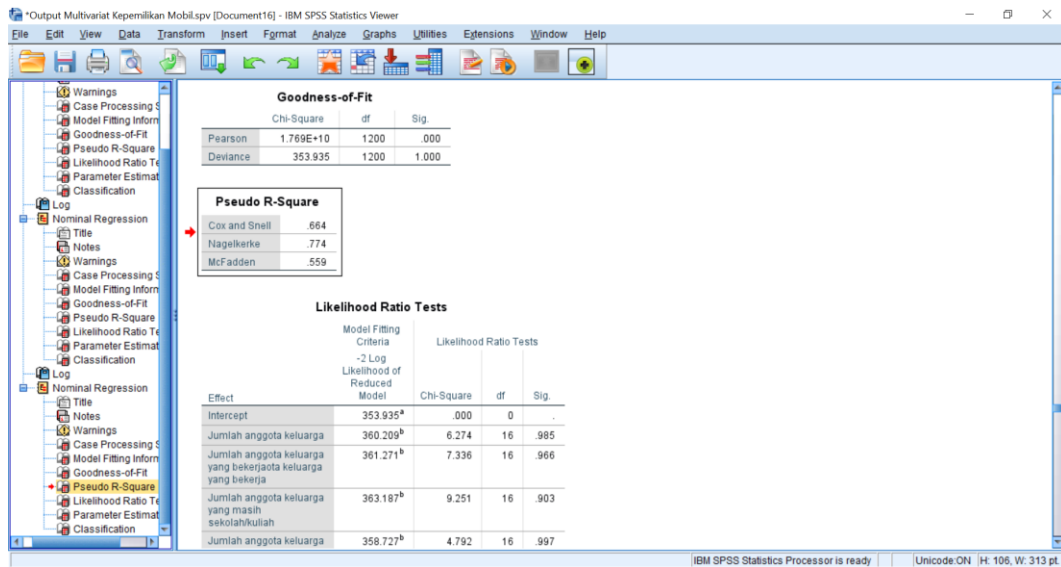 *Output Multivariat Kepemilikan Mobil.spv [Document16] - IBM SPSS Statistics Viewer
File Edit View Data Transform Insert Format Analyze Graphs Utilities Extensions Window Help
Warnings
Case Processing S
Model Fitting Inform
Goodness-of-Fit
Pseudo R-Square
Likelihood Ratio Te
Parameter Estimat
Classification
Log
Nominal Regression
Title
Notes
Warnings
Case Processing S
Model Fitting Inform
Goodness-of-Fit
Pseudo R-Square
Likelihood Ratio Te
Parameter Estimat
Classification
Log
Nominal Regression
Title
Notes
Warnings
Case Processing S
Model Fitting Inform
Goodness-of-Fit
Pseudo R-Square
Likelihood Ratio Te
Parameter Estimat
Classification
Goodness-of-Fit
Chi-Square df Sig.
Pearson 1.769E+10 1200 .000
Deviance 353.935 1200 1.000
Pseudo R-Square
Cox and Snell .664
Nagelkerke .774
McFadden .559
Likelihood Ratio Tests
Model Fitting
Criteria
Likelihood Ratio Tests
-2 Log
Likelihood of
Reduced
Model
Effect Chi-Square df Sig.
Intercept 353.935a .000 0 .
Jumlah anggota keluarga 360.209b 6.274 16 .985
Jumlah anggota keluarga 361.271b 7.336 16 .966
yang bekerjaota keluarga
yang bekerja
Jumlah anggota keluarga 363.187b 9.251 16 .903
yang masih
sekolah/kuliah
Jumlah anggota keluarga 358.727b 4.792 16 .997
IBM SPSS Statistics Processor is ready Unicode:ON H: 106, W: 313 pt.